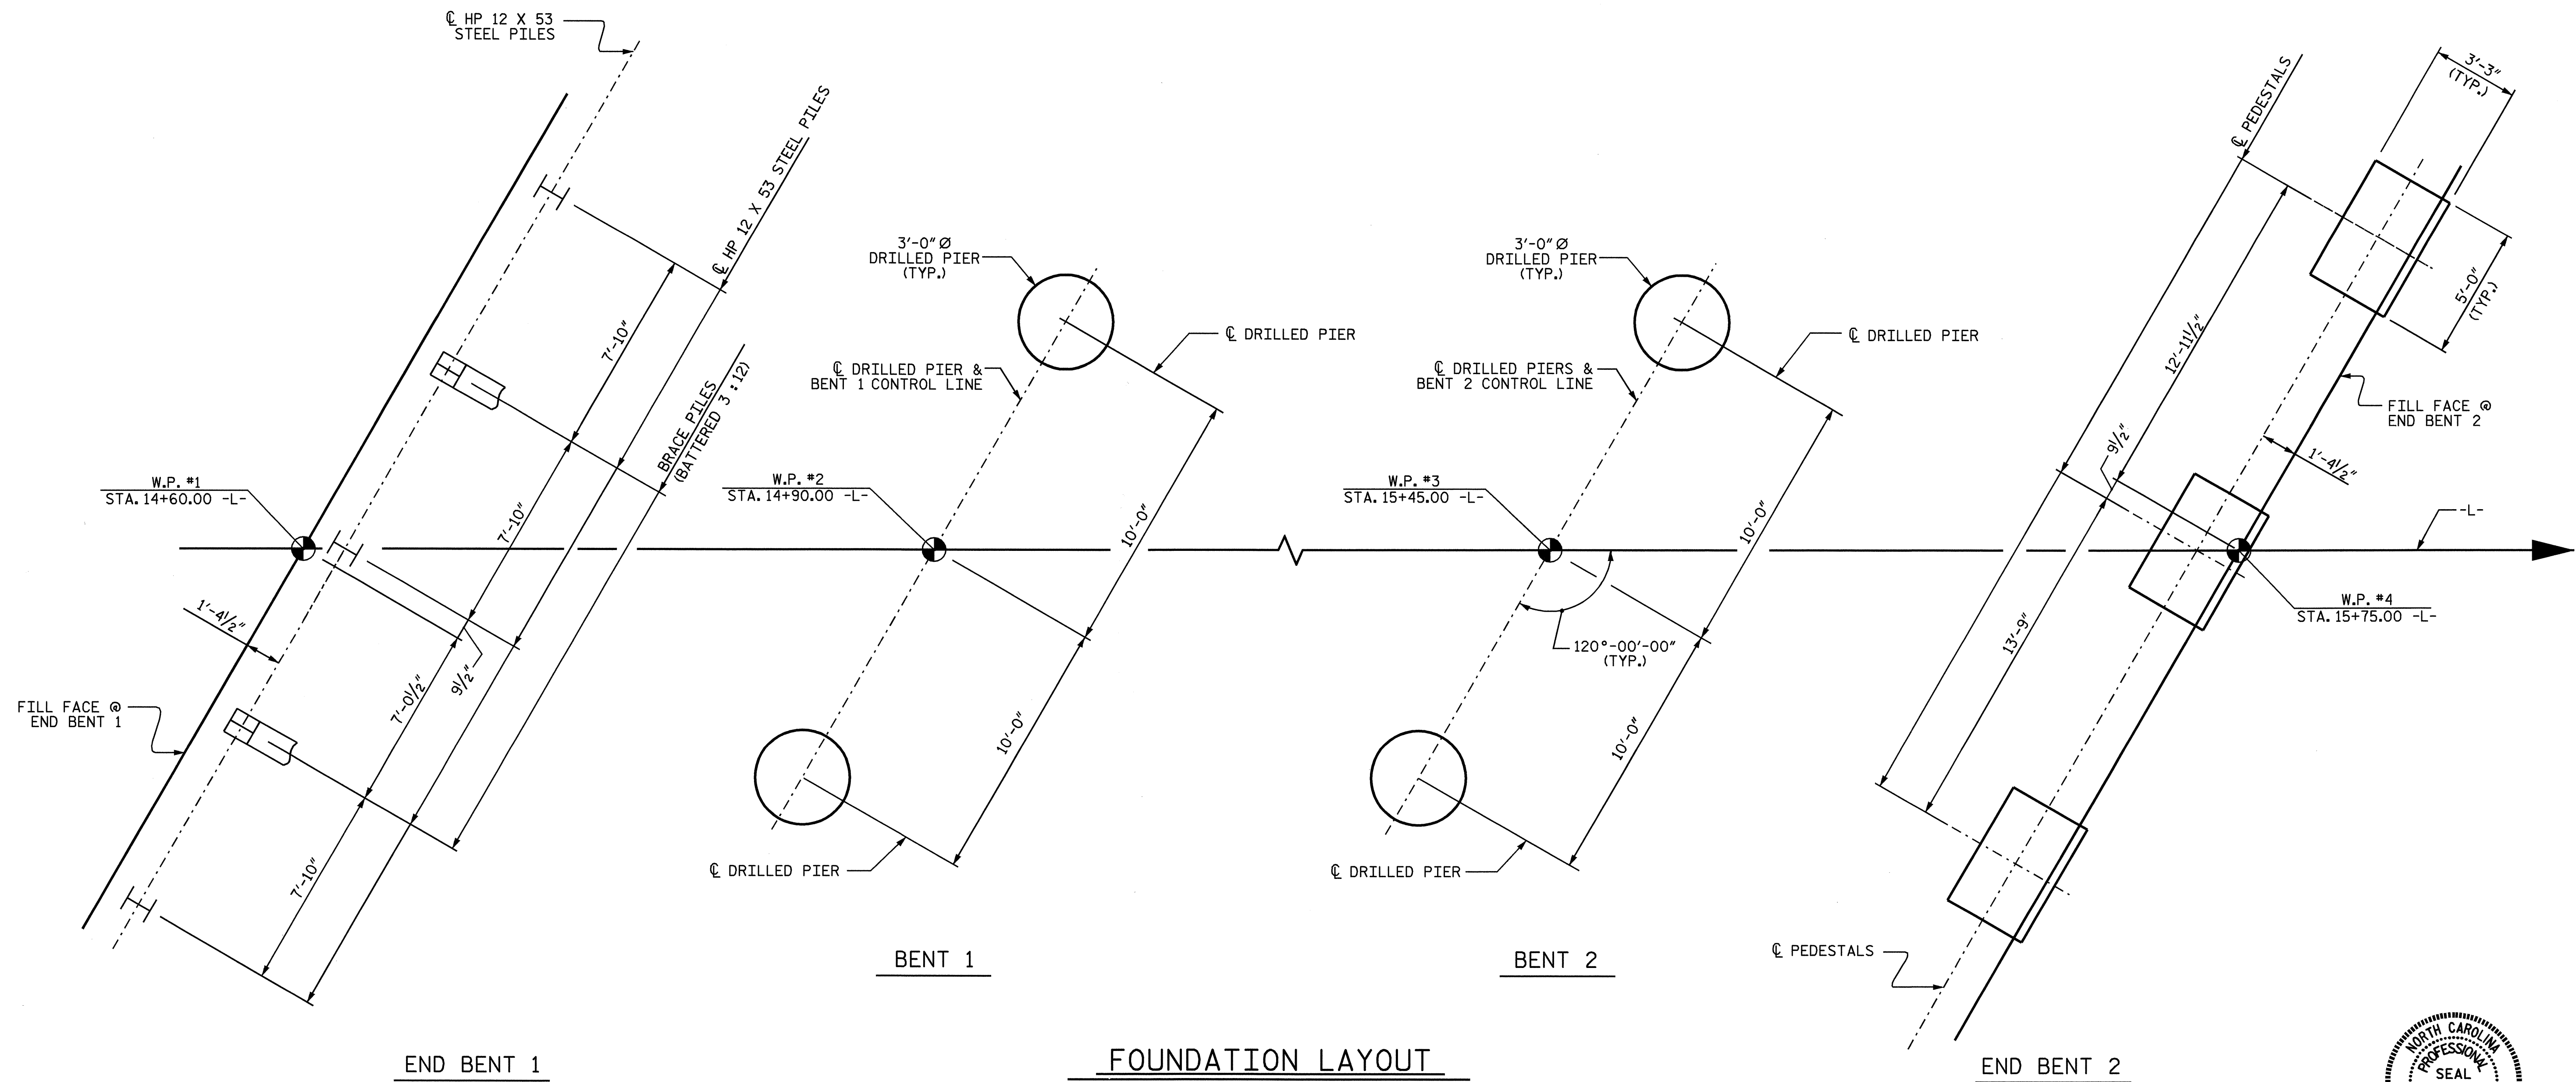 ℄ HP 12 X 53
STEEL PILES
℄ HP 12 X 53 STEEL PILES
BRACE PILES
(BATTERED 3 : 12)
7'-10"
7'-10"
9½"
7'-0½"
7'-10"
W.P. #1
STA. 14+60.00 -L-
1'-4½"
FILL FACE @
END BENT 1
END BENT 1
3'-0" Ø
DRILLED PIER
(TYP.)
℄ DRILLED PIER
℄ DRILLED PIER &
BENT 1 CONTROL LINE
W.P. #2
STA. 14+90.00 -L-
10'-0"
10'-0"
℄ DRILLED PIER
BENT 1
3'-0" Ø
DRILLED PIER
(TYP.)
℄ DRILLED PIER
℄ DRILLED PIERS &
BENT 2 CONTROL LINE
W.P. #3
STA. 15+45.00 -L-
10'-0"
120°-00'-00"
(TYP.)
10'-0"
℄ DRILLED PIER
BENT 2
℄ PEDESTALS
3'-3"
(TYP.)
5'-0"
(TYP.)
12'-11½"
FILL FACE @
END BENT 2
9½"
1'-4½"
-L-
W.P. #4
STA. 15+75.00 -L-
13'-9"
℄ PEDESTALS
END BENT 2
FOUNDATION LAYOUT
NORTH CAROLINA
PROFESSIONAL
SEAL